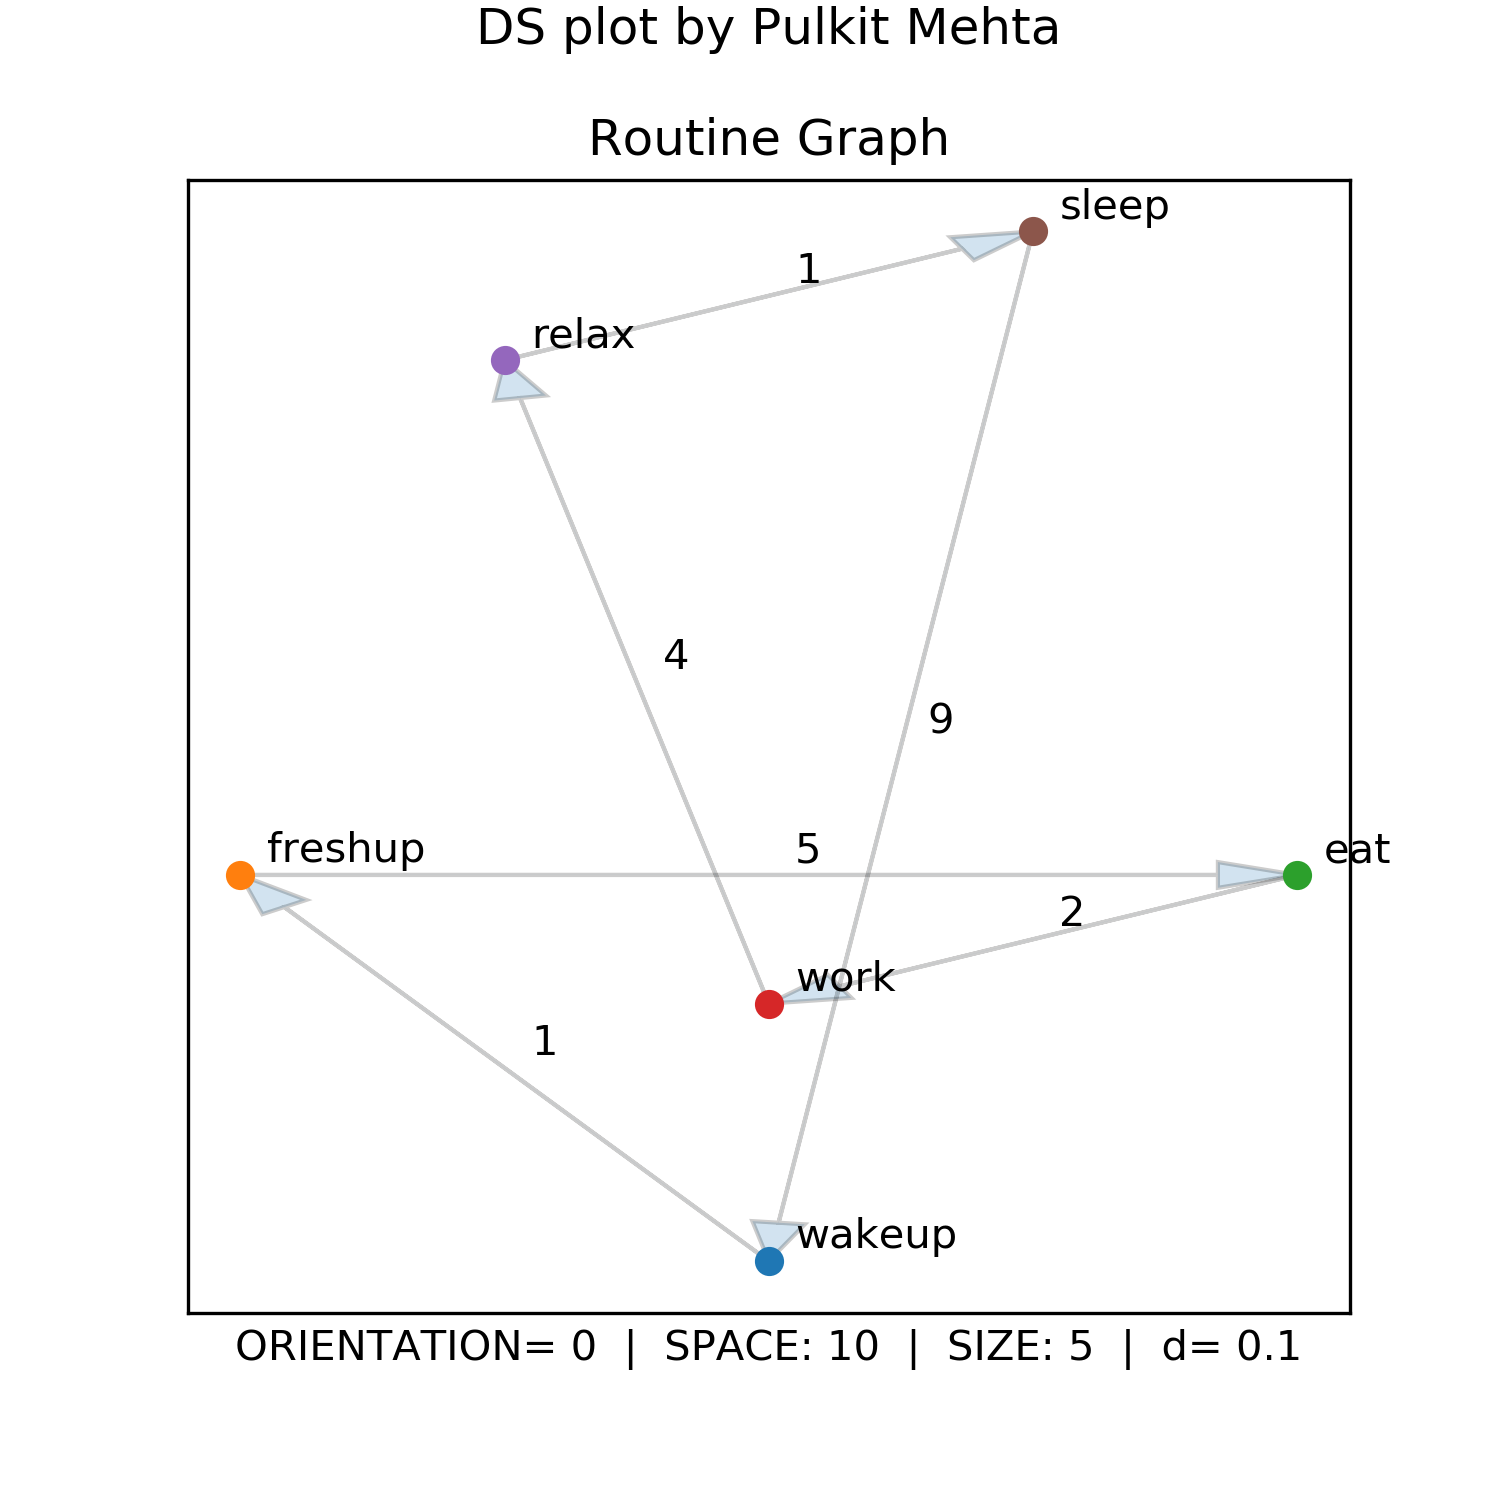 DS plot by Pulkit Mehta
Routine Graph
sleep
1
relax
4
9
freshup
5
eat
2
work
1
wakeup
ORIENTATION= 0 | SPACE: 10 | SIZE: 5 | d= 0.1